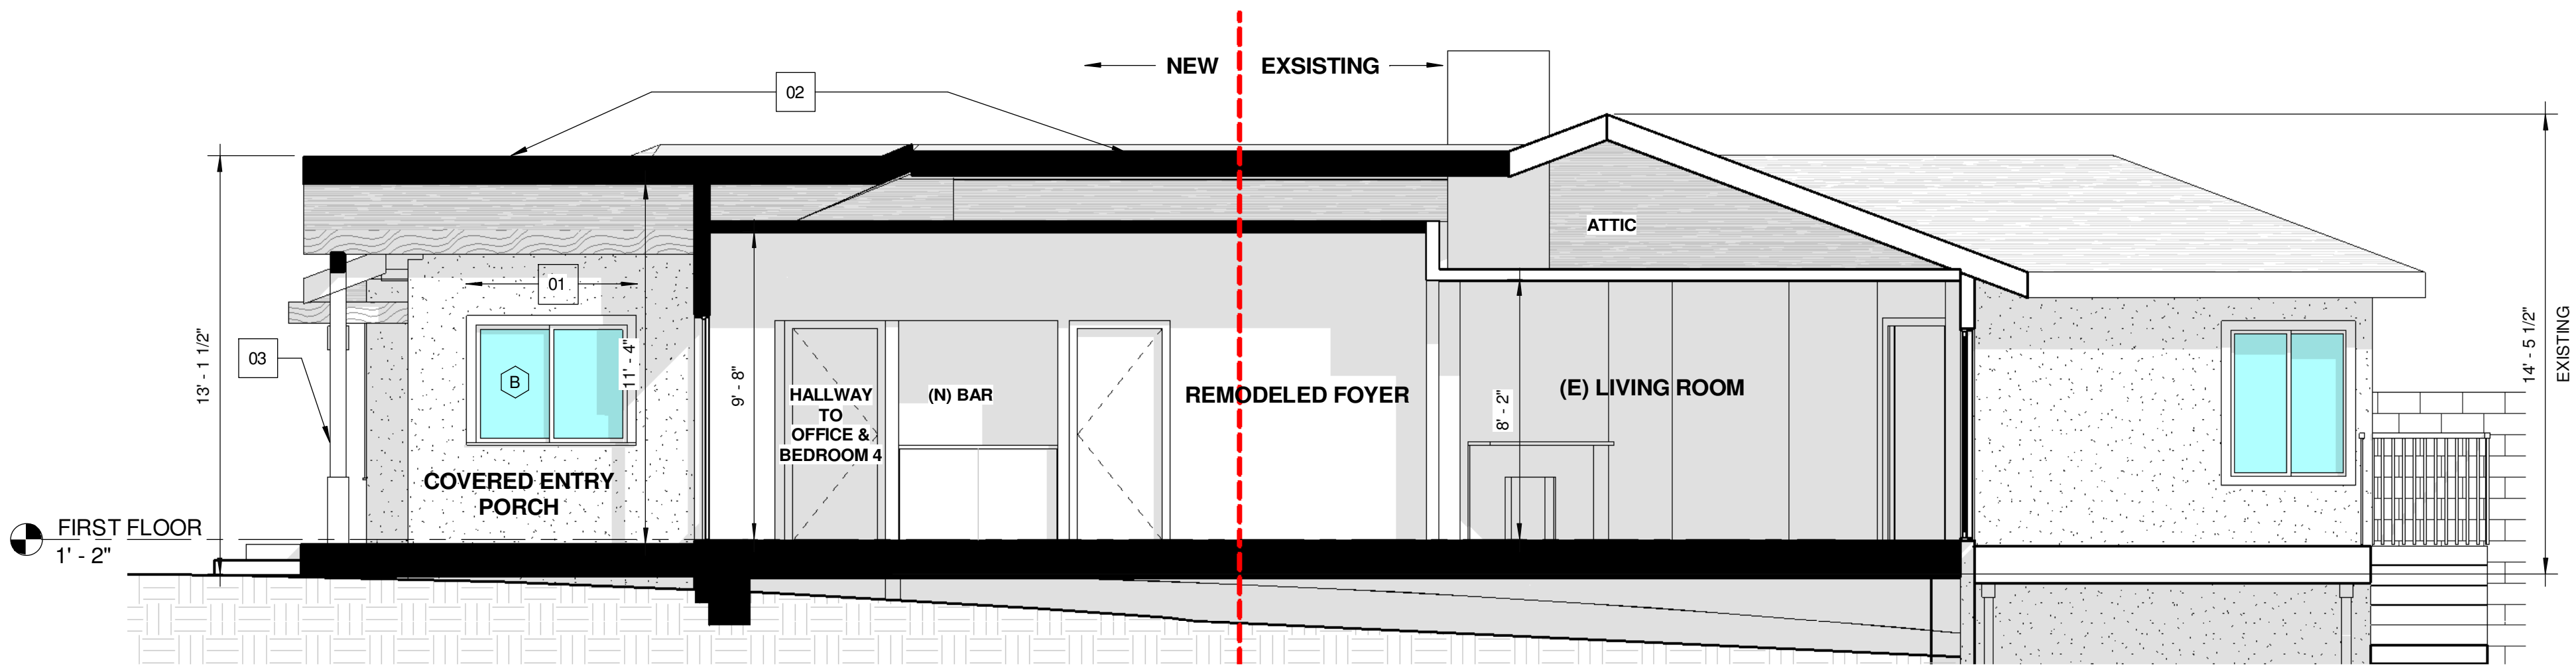 NEW
EXSISTING
02
ATTIC
01
13' - 1 1/2"
03
B
11' - 4"
9' - 8"
HALLWAY
TO
OFFICE &
BEDROOM 4
(N) BAR
REMODELED FOYER
8' - 2"
(E) LIVING ROOM
14' - 5 1/2"
EXISTING
COVERED ENTRY
PORCH
FIRST FLOOR
1' - 2"